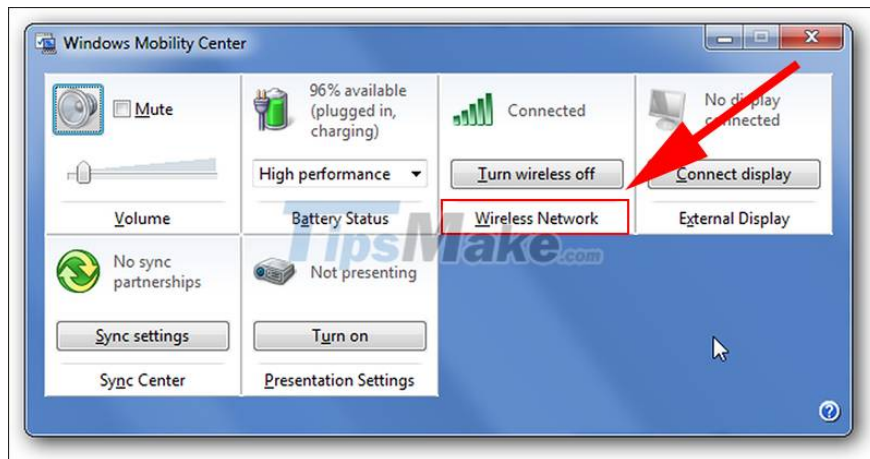 Windows Mobility Center
Mute
Volume
96% available
(plugged in,
charging)
High performance
Battery Status
Connected
Turn wireless off
Wireless Network
No display
connected
Connect display
External Display
No sync
partnerships
Sync settings
Sync Center
Not presenting
Turn on
Presentation Settings
TipsMake.com